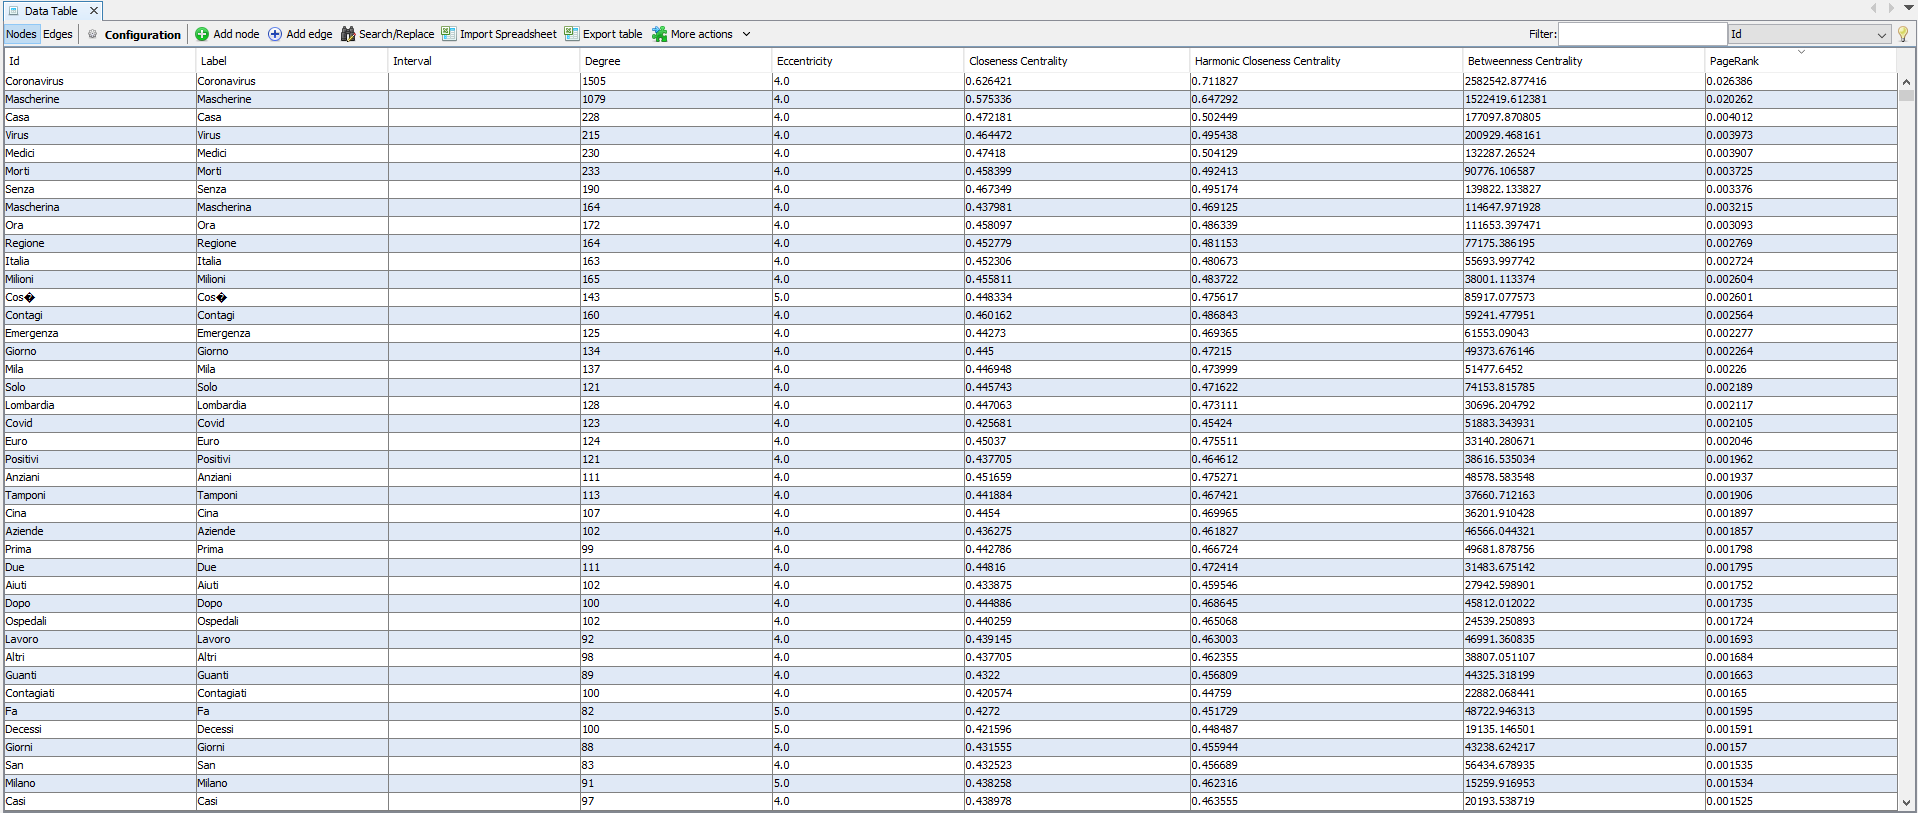 Data Table
Nodes Edges Configuration Add node Add edge Search/Replace Import Spreadsheet Export table More actions Filter: Id
Id Label Interval Degree Eccentricity Closeness Centrality Harmonic Closeness Centrality Betweenness Centrality PageRank
Coronavirus Coronavirus 1505 4.0 0.626421 0.711827 2582542.877416 0.026386
Mascherine Mascherine 1079 4.0 0.575336 0.647292 1522419.612381 0.020262
Casa Casa 228 4.0 0.472181 0.502449 177097.870805 0.004012
Virus Virus 215 4.0 0.464472 0.495438 200929.468161 0.003973
Medici Medici 230 4.0 0.47418 0.504129 132287.26524 0.003907
Morti Morti 233 4.0 0.458399 0.492413 90776.106587 0.003725
Senza Senza 190 4.0 0.467349 0.495174 139822.133827 0.003376
Mascherina Mascherina 164 4.0 0.437981 0.469125 114647.971928 0.003215
Ora Ora 172 4.0 0.458097 0.486339 111653.397471 0.003093
Regione Regione 164 4.0 0.452779 0.481153 77175.386195 0.002769
Italia Italia 163 4.0 0.452306 0.480673 55693.997742 0.002724
Milioni Milioni 165 4.0 0.455811 0.483722 38001.113374 0.002604
Cos� Cos� 143 5.0 0.448334 0.475617 85917.077573 0.002601
Contagi Contagi 160 4.0 0.460162 0.486843 59241.477951 0.002564
Emergenza Emergenza 125 4.0 0.44273 0.469365 61553.09043 0.002277
Giorno Giorno 134 4.0 0.445 0.47215 49373.676146 0.002264
Mila Mila 137 4.0 0.446948 0.473999 51477.6452 0.00226
Solo Solo 121 4.0 0.445743 0.471622 74153.815785 0.002189
Lombardia Lombardia 128 4.0 0.447063 0.473111 30696.204792 0.002117
Covid Covid 123 4.0 0.425681 0.45424 51883.343931 0.002105
Euro Euro 124 4.0 0.45037 0.475511 33140.280671 0.002046
Positivi Positivi 121 4.0 0.437705 0.464612 38616.535034 0.001962
Anziani Anziani 111 4.0 0.451659 0.475271 48578.583548 0.001937
Tamponi Tamponi 113 4.0 0.441884 0.467421 37660.712163 0.001906
Cina Cina 107 4.0 0.4454 0.469965 36201.910428 0.001897
Aziende Aziende 102 4.0 0.436275 0.461827 46566.044321 0.001857
Prima Prima 99 4.0 0.442786 0.466724 49681.878756 0.001798
Due Due 111 4.0 0.44816 0.472414 31483.675142 0.001795
Aiuti Aiuti 102 4.0 0.433875 0.459546 27942.598901 0.001752
Dopo Dopo 100 4.0 0.444886 0.468645 45812.012022 0.001735
Ospedali Ospedali 102 4.0 0.440259 0.465068 24539.250893 0.001724
Lavoro Lavoro 92 4.0 0.439145 0.463003 46991.360835 0.001693
Altri Altri 98 4.0 0.437705 0.462355 38807.051107 0.001684
Guanti Guanti 89 4.0 0.4322 0.456809 44325.318199 0.001663
Contagiati Contagiati 100 4.0 0.420574 0.44759 22882.068441 0.00165
Fa Fa 82 5.0 0.4272 0.451729 48722.946313 0.001595
Decessi Decessi 100 5.0 0.421596 0.448487 19135.146501 0.001591
Giorni Giorni 88 4.0 0.431555 0.455944 43238.624217 0.00157
San San 83 4.0 0.432523 0.456689 56434.678935 0.001535
Milano Milano 91 5.0 0.438258 0.462316 15259.916953 0.001534
Casi Casi 97 4.0 0.438978 0.463555 20193.538719 0.001525